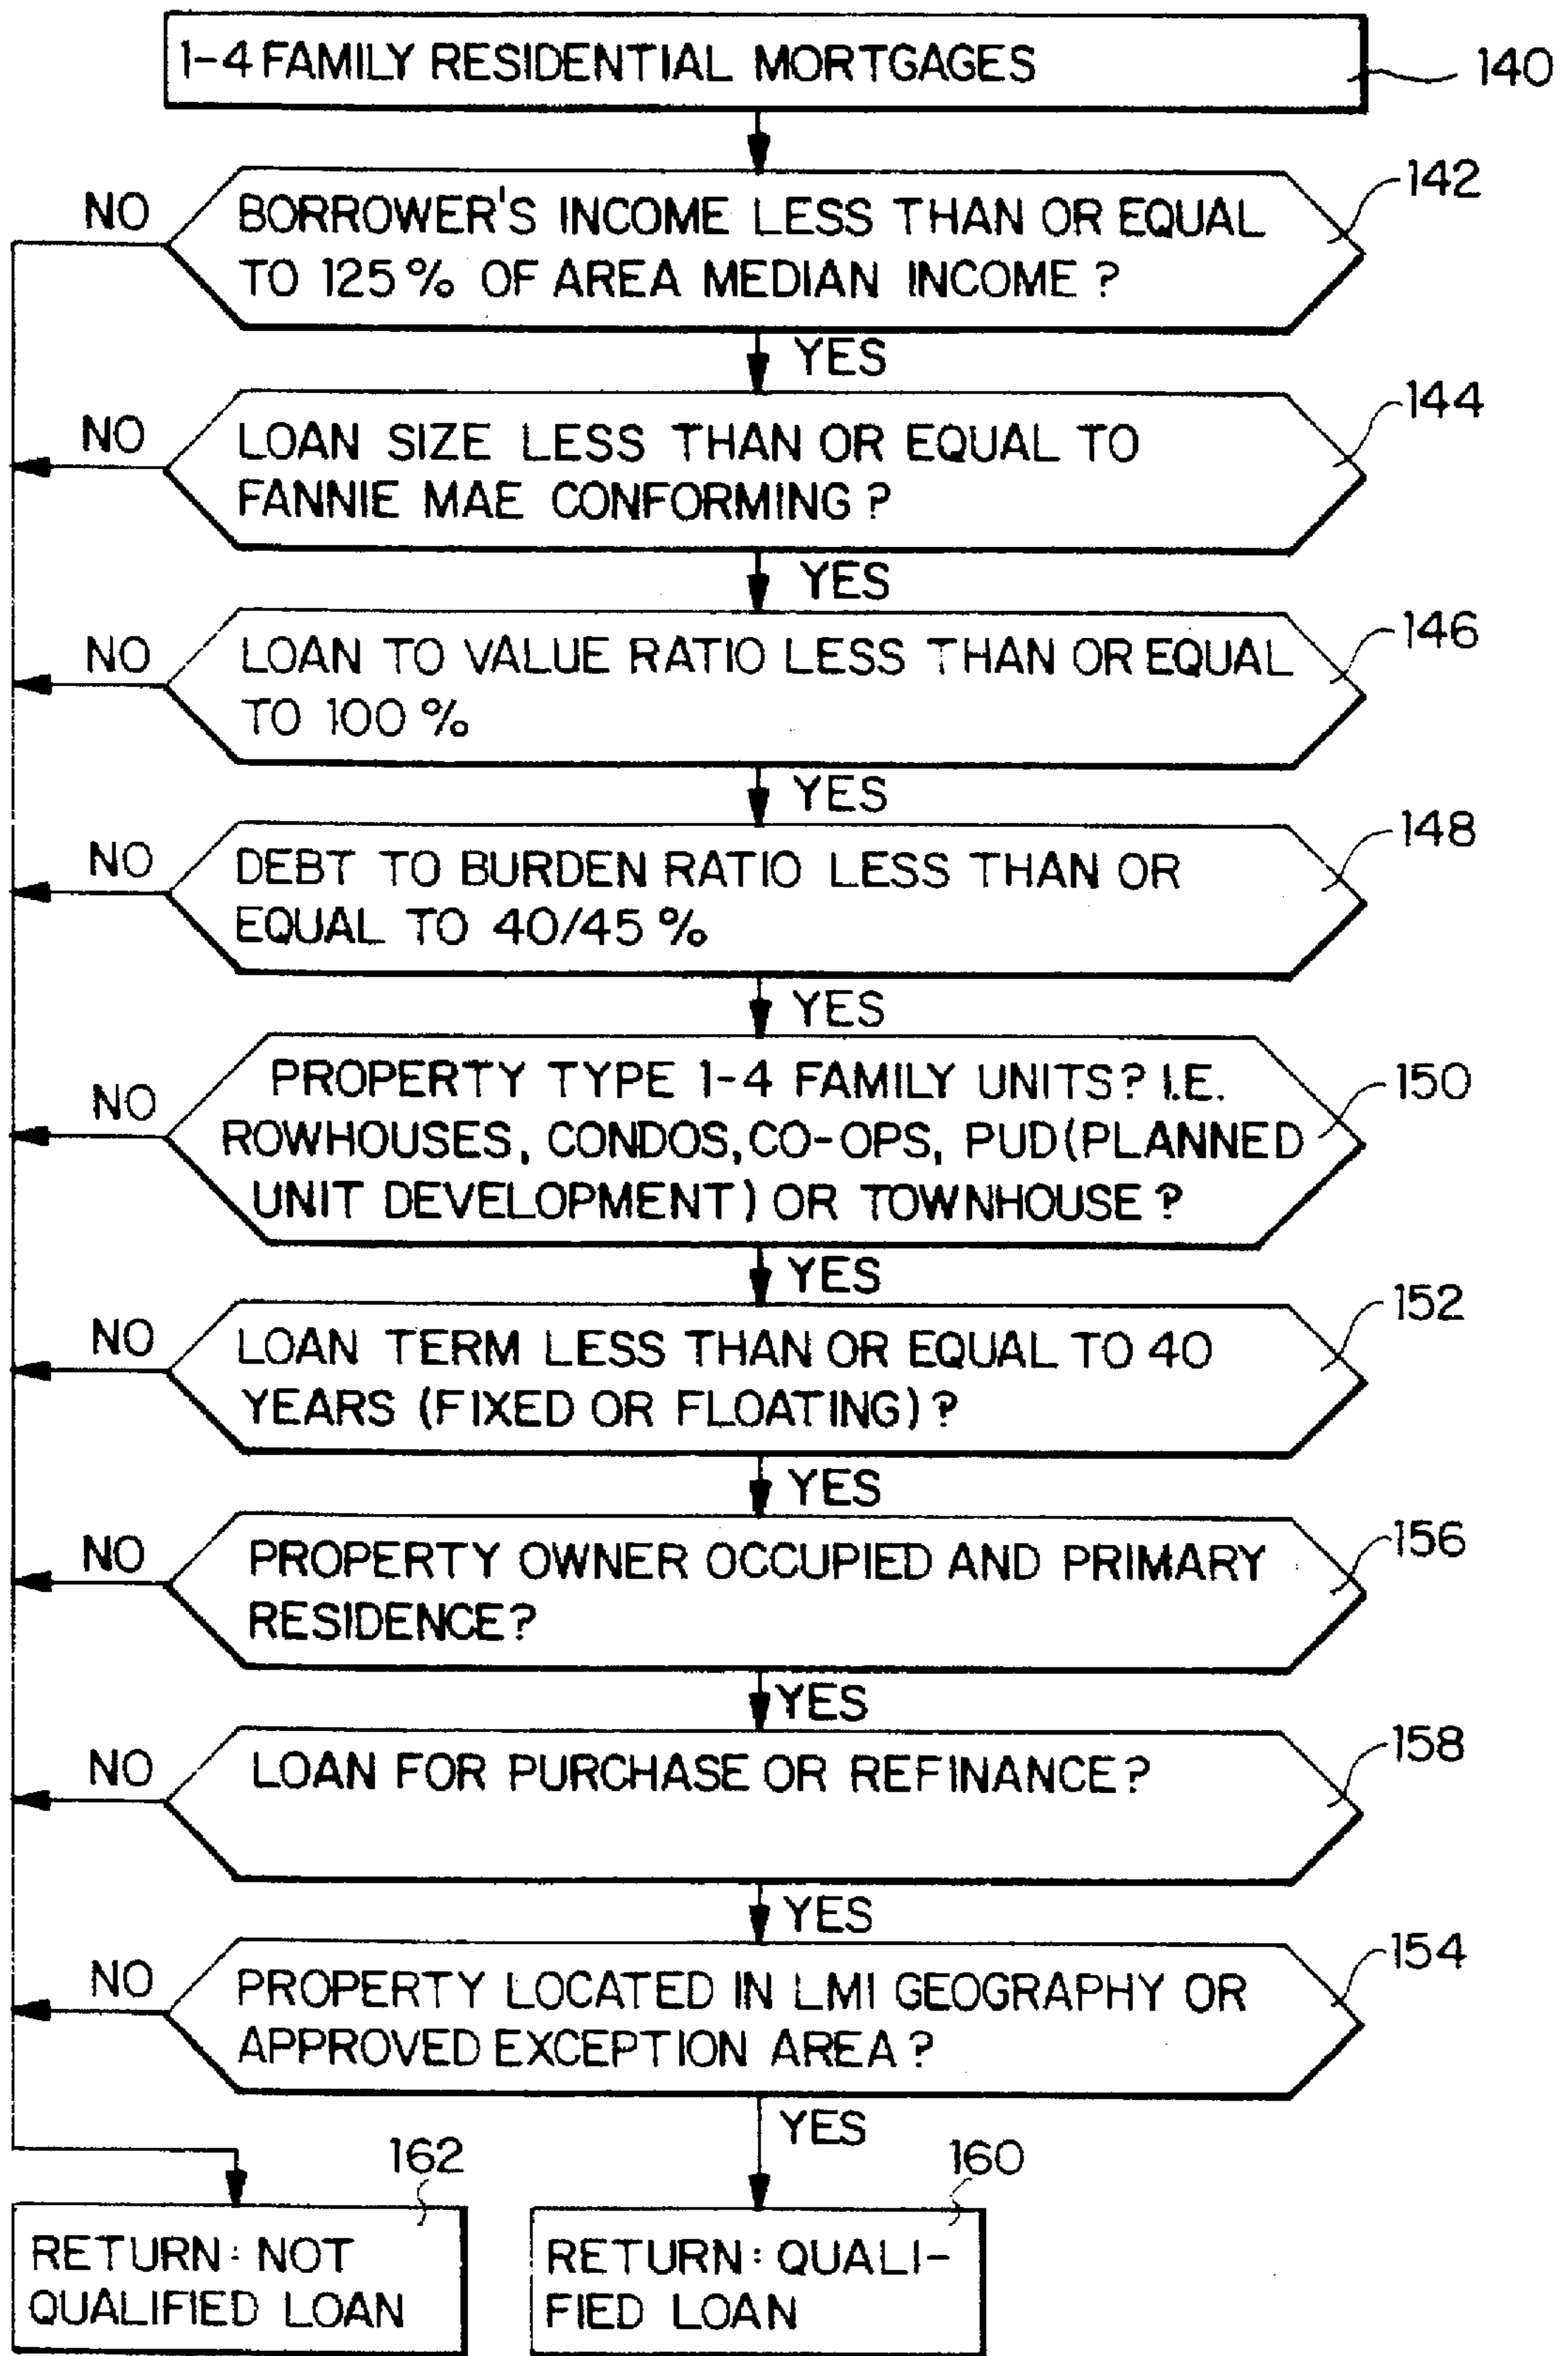 1-4 FAMILY RESIDENTIAL MORTGAGES
140
142
NO
BORROWER'S INCOME LESS THAN OR EQUAL
TO 125% OF AREA MEDIAN INCOME?
YES
144
NO
LOAN SIZE LESS THAN OR EQUAL TO
FANNIE MAE CONFORMING?
YES
146
NO
LOAN TO VALUE RATIO LESS THAN OR EQUAL
TO 100%
YES
148
NO
DEBT TO BURDEN RATIO LESS THAN OR
EQUAL TO 40/45%
YES
150
NO
PROPERTY TYPE 1-4 FAMILY UNITS? I.E.
ROWHOUSES, CONDOS, CO-OPS, PUD(PLANNED
UNIT DEVELOPMENT) OR TOWNHOUSE?
YES
152
NO
LOAN TERM LESS THAN OR EQUAL TO 40
YEARS (FIXED OR FLOATING)?
YES
156
NO
PROPERTY OWNER OCCUPIED AND PRIMARY
RESIDENCE?
YES
158
NO
LOAN FOR PURCHASE OR REFINANCE?
YES
154
NO
PROPERTY LOCATED IN LMI GEOGRAPHY OR
APPROVED EXCEPTION AREA?
YES
162
160
RETURN: NOT
QUALIFIED LOAN
RETURN: QUALI-
FIED LOAN